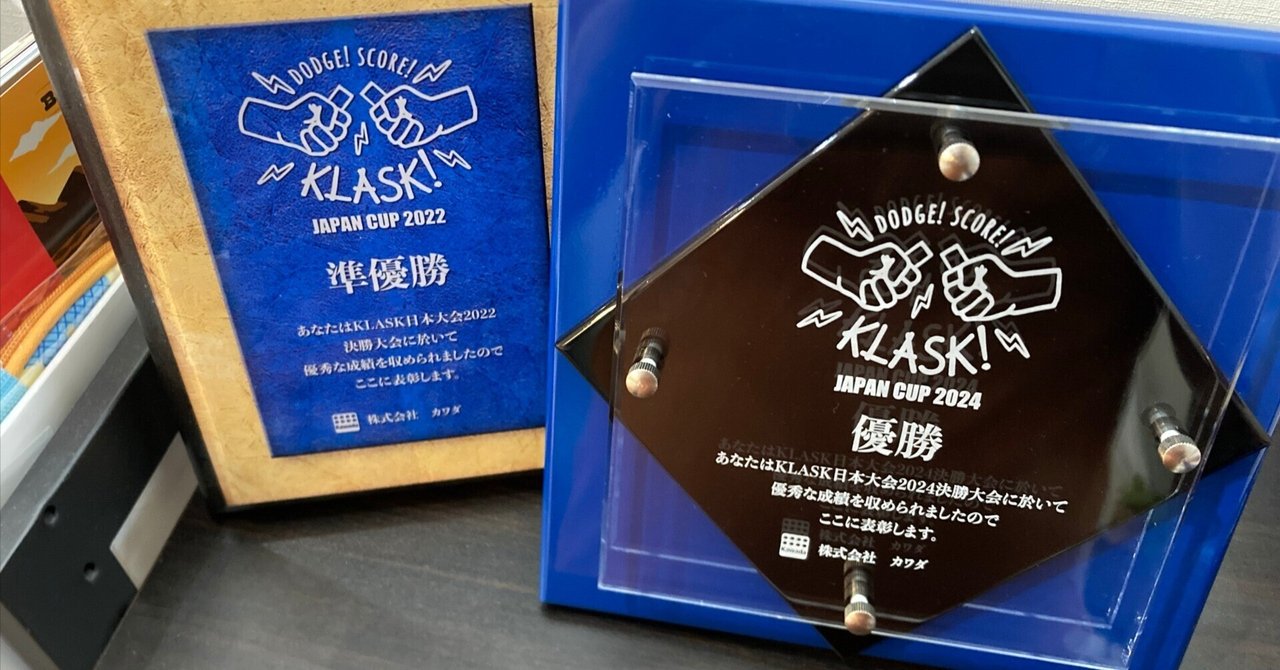 DODGE! SCORE!
KLASK!
JAPAN CUP 2022
準優勝
あなたはKLASK日本大会2022
決勝大会に於いて
優秀な成績を収められましたので
ここに表彰します。
Kawada 株式会社 カワダ
DODGE! SCORE!
KLASK!
JAPAN CUP 2024
優勝
あなたはKLASK日本大会2024決勝大会に於いて
優秀な成績を収められましたので
ここに表彰します。
Kawada 株式会社 カワダ